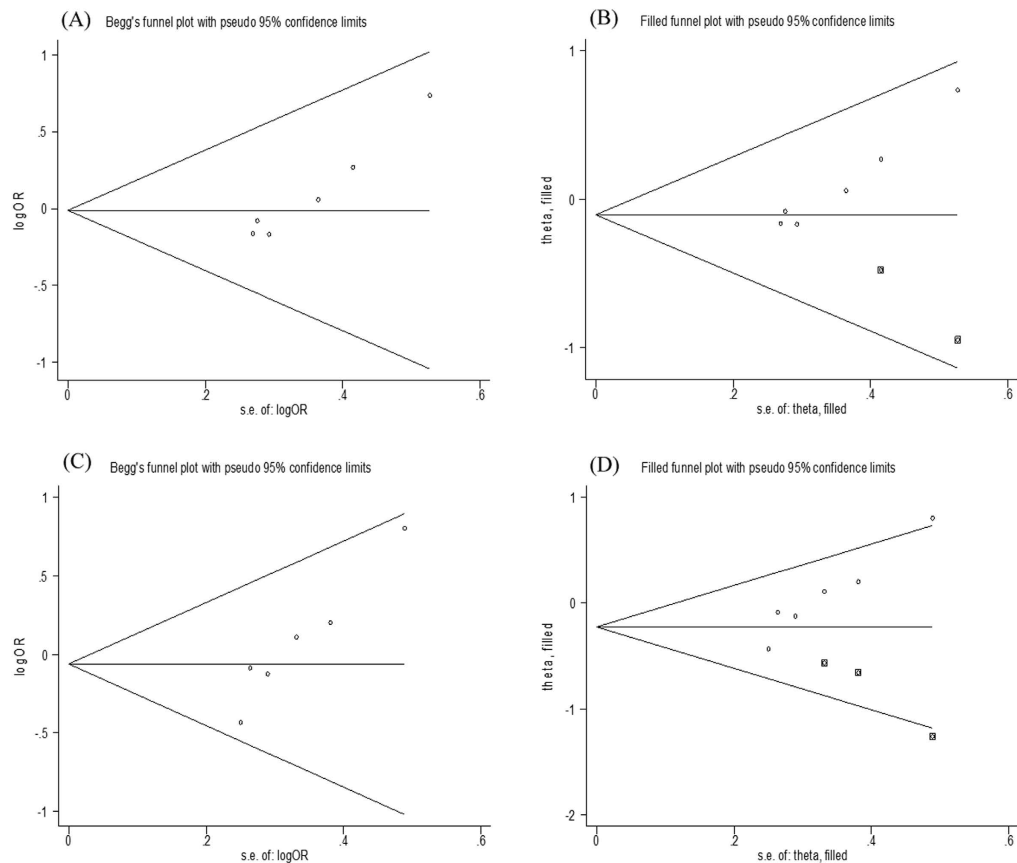 (A) Begg's funnel plot with pseudo 95% confidence limits
1
.5
0
-.5
-1
logOR
0 .2 .4 .6
s.e. of: logOR
(B) Filled funnel plot with pseudo 95% confidence limits
1
0
-1
theta, filled
0 .2 .4 .6
s.e. of: theta, filled
(C) Begg's funnel plot with pseudo 95% confidence limits
1
.5
0
-.5
-1
logOR
0 .2 .4 .6
s.e. of: logOR
(D) Filled funnel plot with pseudo 95% confidence limits
1
0
-1
-2
theta, filled
0 .2 .4 .6
s.e. of: theta, filled